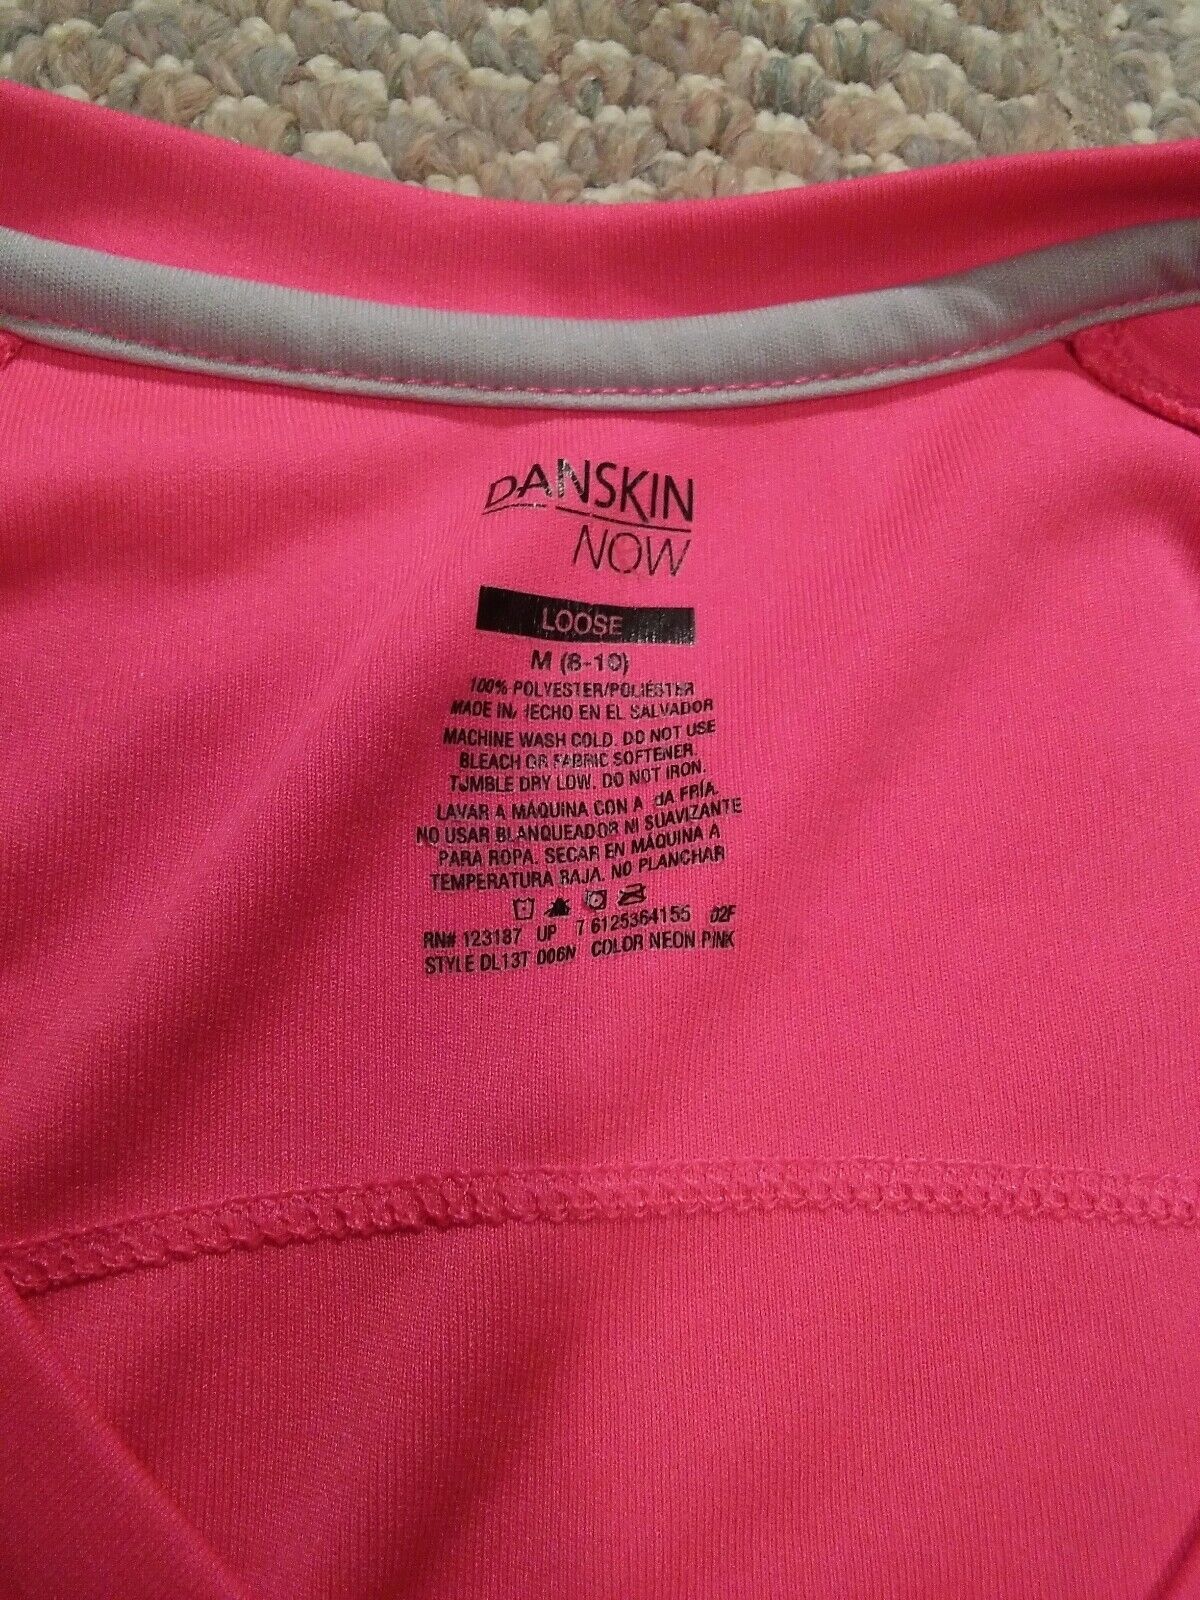 DANSKIN
NOW
LOOSE
M (8-10)
100% POLYESTER/POLIÉSTER
MADE IN/ ECHO EN EL SALVADOR
MACHINE WASH COLD. DO NOT USE
BLEACH OR FABRIC SOFTENER.
TUMBLE DRY LOW. DO NOT IRON.
LAVAR A MÁQUINA CON A UA FRÍA.
NO USAR BLANQUEADOR NI SUAVIZANTE
PARA ROPA. SECAR EN MÁQUINA A
TEMPERATURA BAJA. NO PLANCHAR
RN# 123187 UP 7 6125364155 02F
STYLE DL13T 006N COLOR NEON PINK